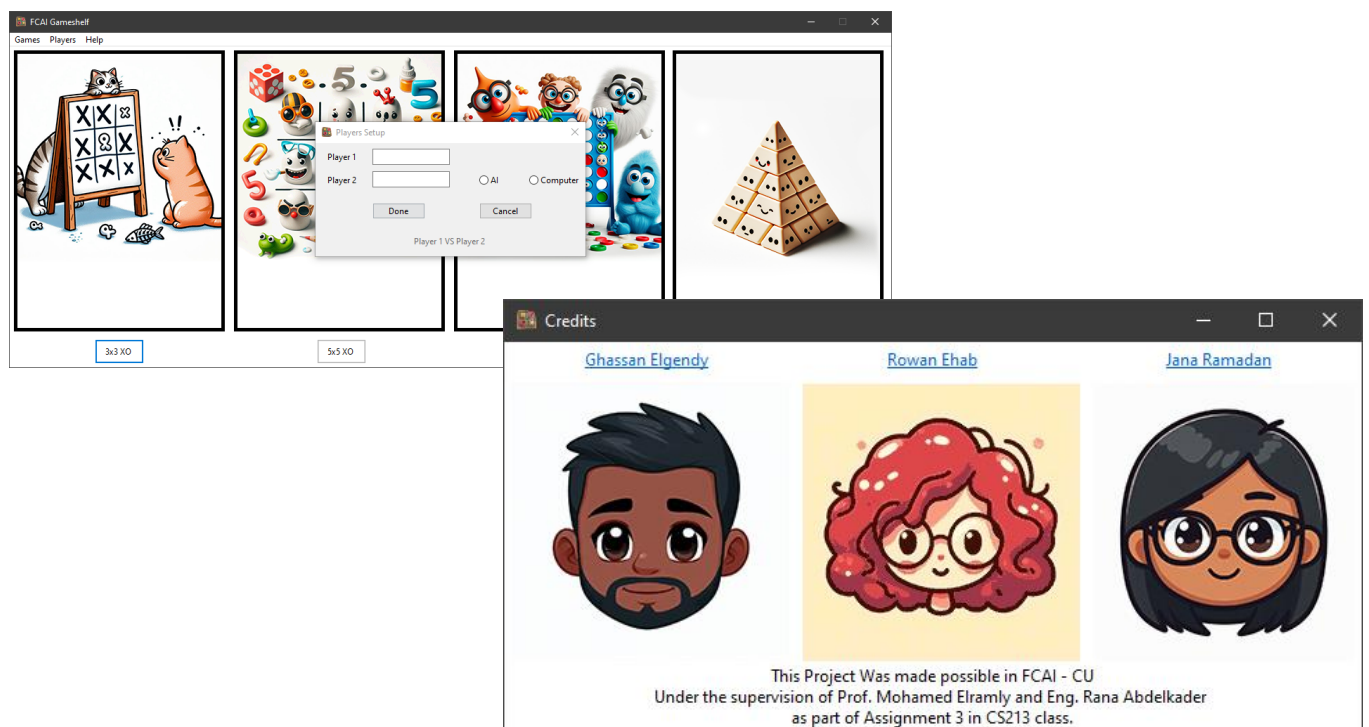 FCAI Gameshelf
Games Players Help
5 5
5
Players Setup
Player 1
Player 2 AI Computer
Done Cancel
Player 1 VS Player 2
3x3 XO 5x5 XO
Credits
Ghassan Elgendy Rowan Ehab Jana Ramadan
This Project Was made possible in FCAI - CU
Under the supervision of Prof. Mohamed Elramly and Eng. Rana Abdelkader
as part of Assignment 3 in CS213 class.